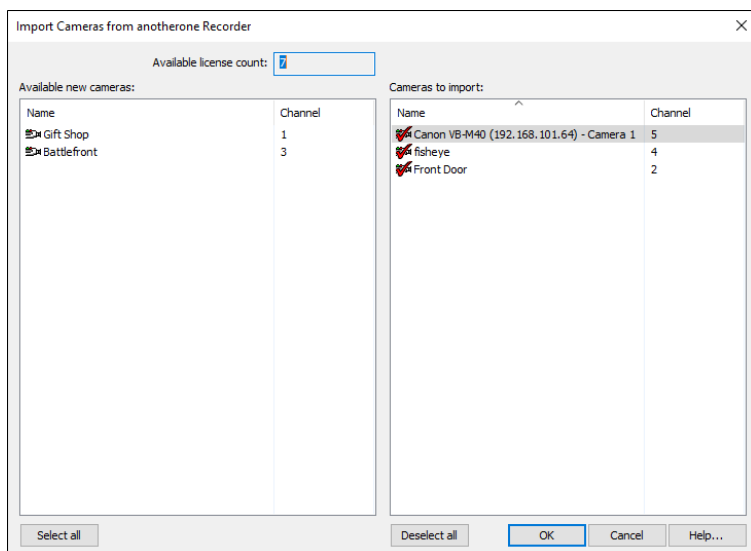 Import Cameras from anotherone Recorder
Available license count: 7
Available new cameras:
Cameras to import:
Name Channel
Gift Shop 1
Battlefront 3
Name Channel
Canon VB-M40 (192.168.101.64) - Camera 1 5
fisheye 4
Front Door 2
Select all
Deselect all
OK
Cancel
Help...